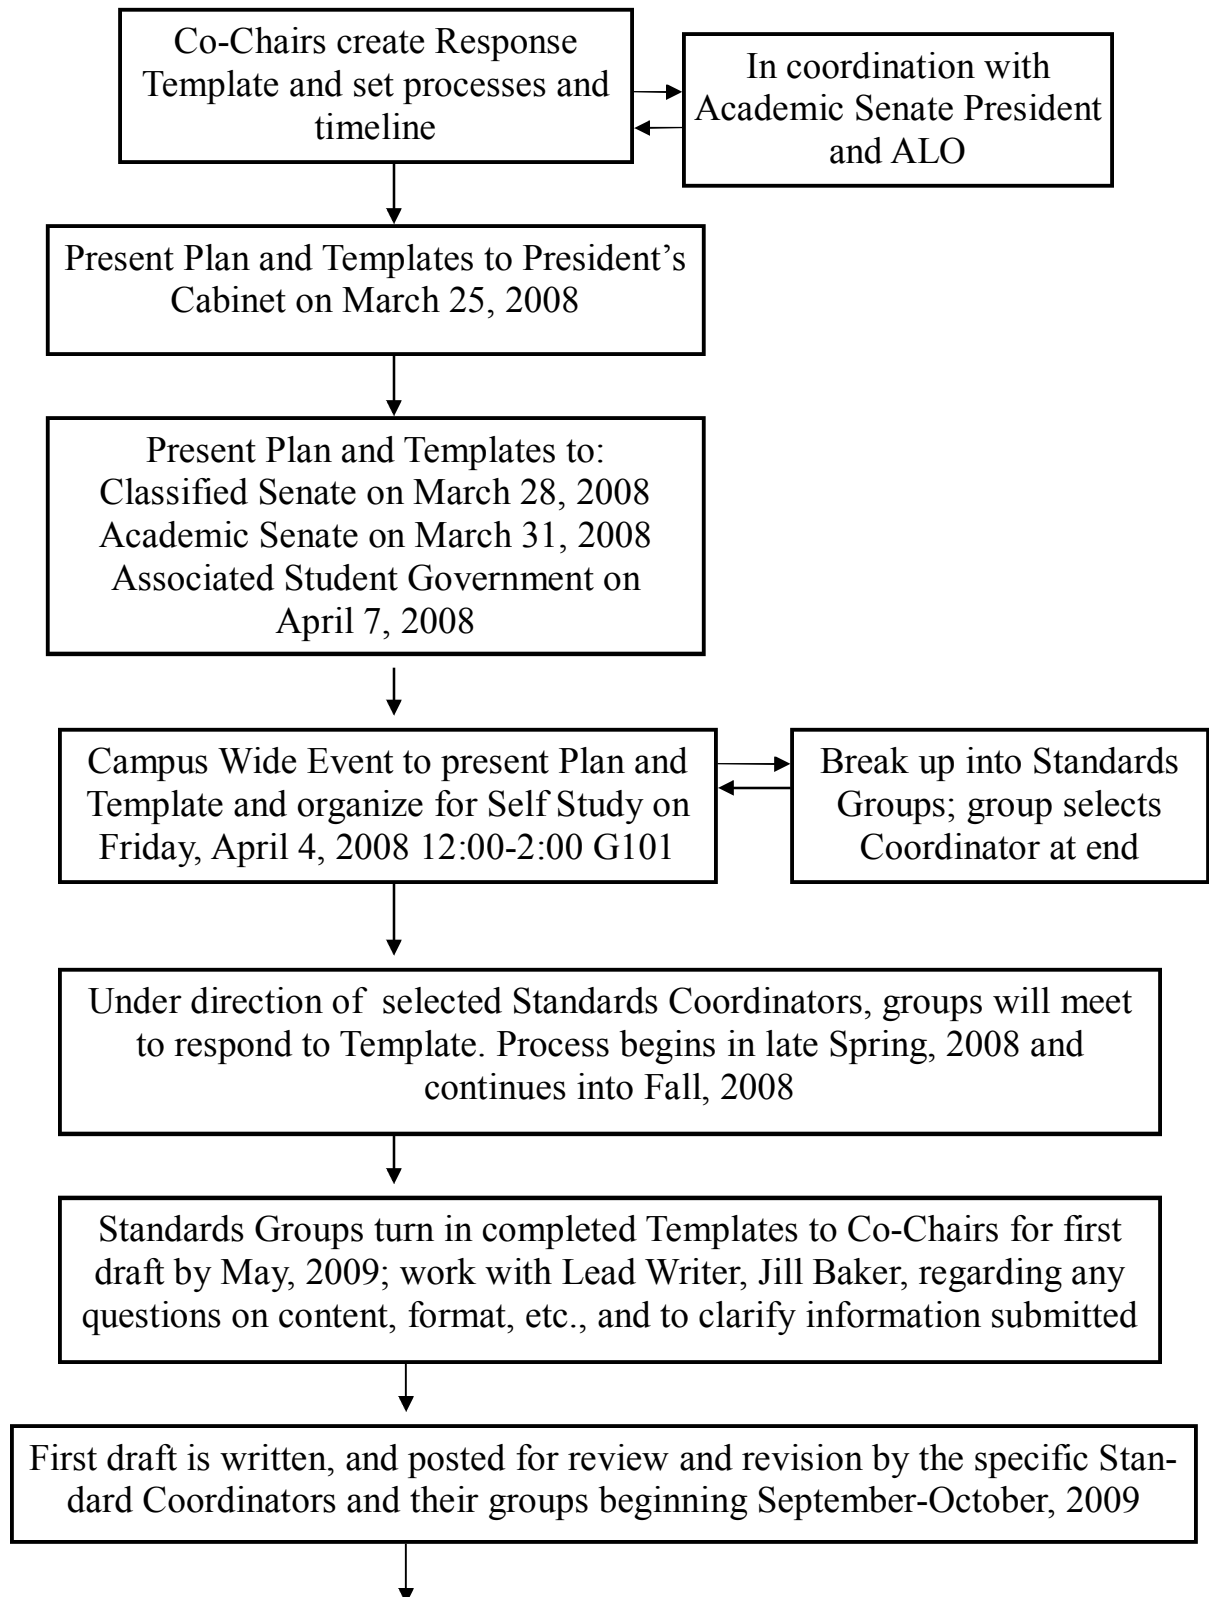 Co-Chairs create Response
Template and set processes and
timeline
In coordination with
Academic Senate President
and ALO
Present Plan and Templates to President’s
Cabinet on March 25, 2008
Present Plan and Templates to:
Classified Senate on March 28, 2008
Academic Senate on March 31, 2008
Associated Student Government on
April 7, 2008
Campus Wide Event to present Plan and
Template and organize for Self Study on
Friday, April 4, 2008 12:00-2:00 G101
Break up into Standards
Groups; group selects
Coordinator at end
Under direction of selected Standards Coordinators, groups will meet
to respond to Template. Process begins in late Spring, 2008 and
continues into Fall, 2008
Standards Groups turn in completed Templates to Co-Chairs for first
draft by May, 2009; work with Lead Writer, Jill Baker, regarding any
questions on content, format, etc., and to clarify information submitted
First draft is written, and posted for review and revision by the specific Stan-
dard Coordinators and their groups beginning September-October, 2009